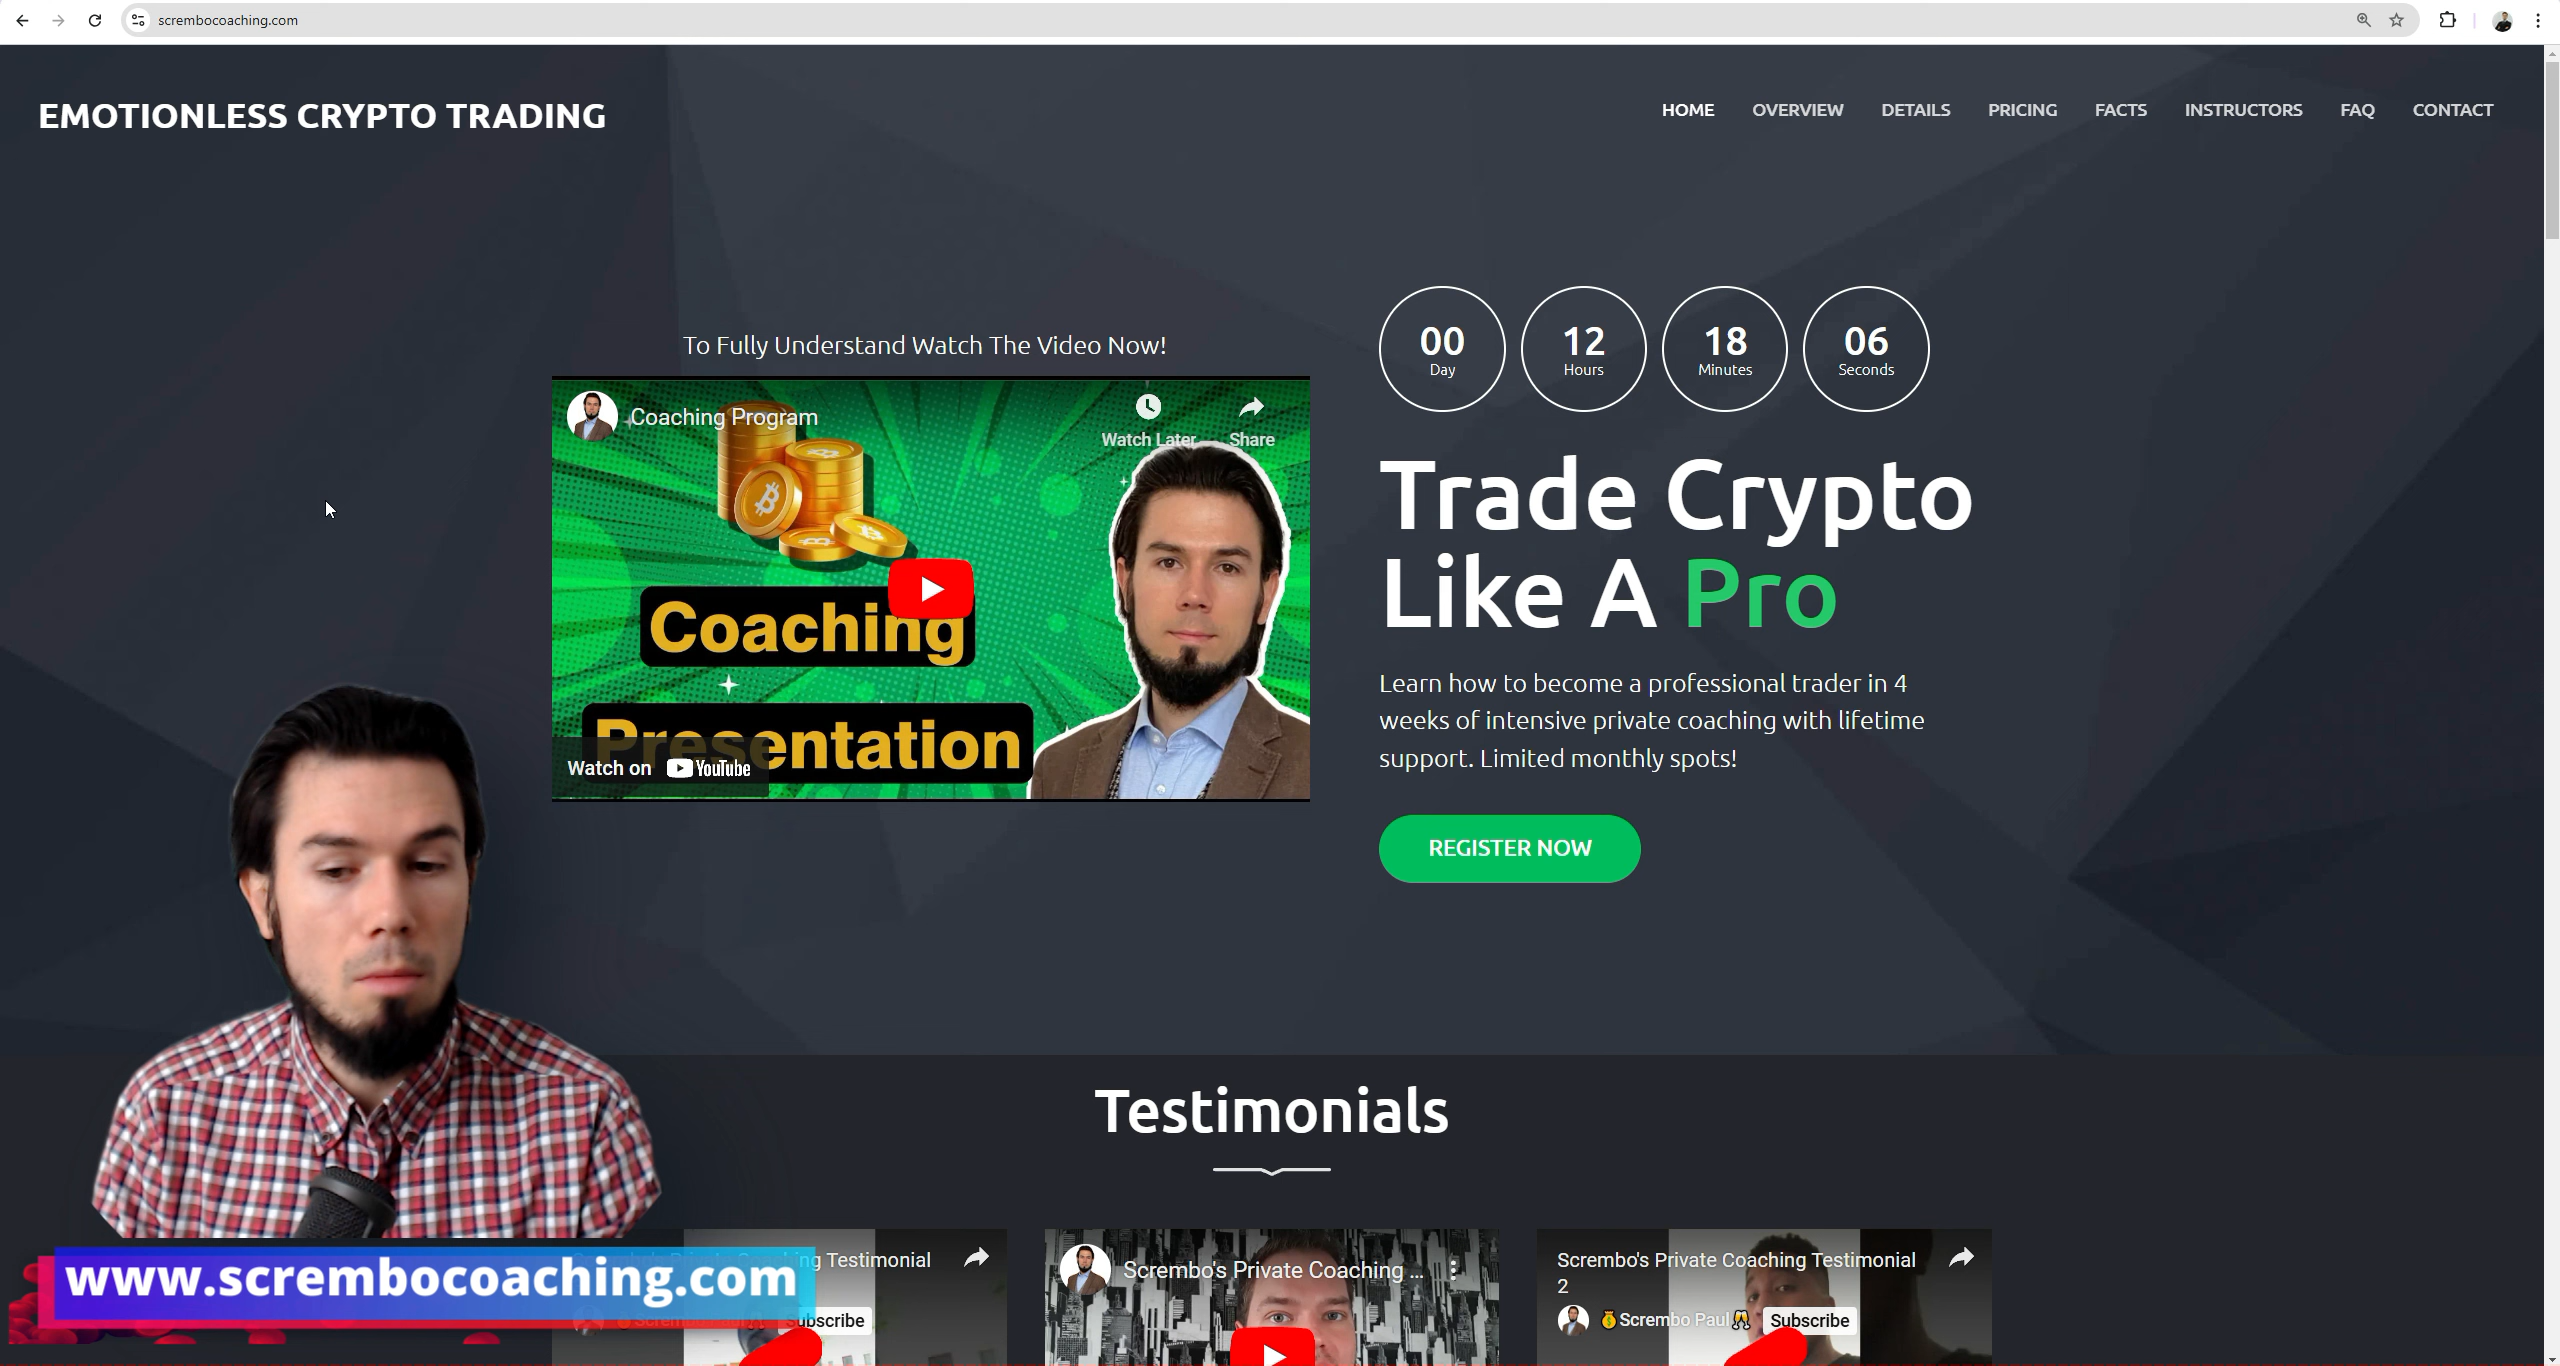 scrembocoaching.com
EMOTIONLESS CRYPTO TRADING
HOME OVERVIEW DETAILS PRICING FACTS INSTRUCTORS FAQ CONTACT
To Fully Understand Watch The Video Now!
Coaching Program
Watch Later Share
Coaching
Presentation
Watch on YouTube
00 12 18 06
Day Hours Minutes Seconds
Trade Crypto
Like A Pro
Learn how to become a professional trader in 4
weeks of intensive private coaching with lifetime
support. Limited monthly spots!
REGISTER NOW
Testimonials
Testimonial
Subscribe
Scrembo's Private Coaching ...
Scrembo's Private Coaching Testimonial
2
Scrembo Paul
Subscribe
www.scrembocoaching.com